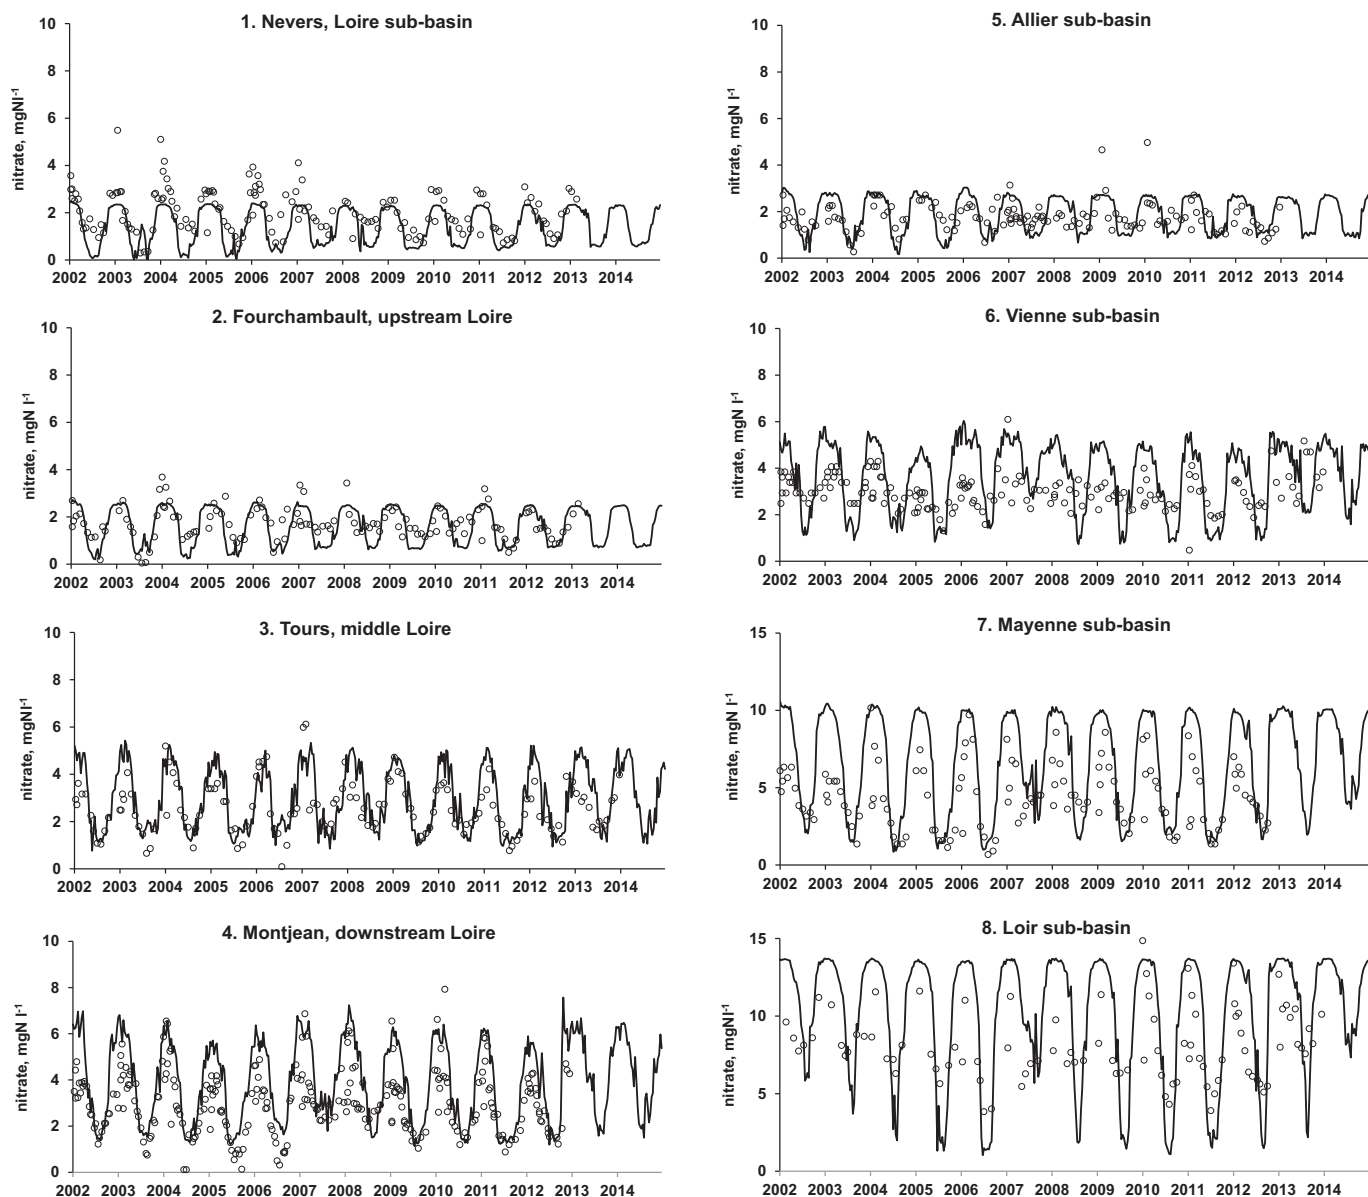 1. Nevers, Loire sub-basin
10
8
6
4
2
0
nitrate, mgNl-1
2002 2003 2004 2005 2006 2007 2008 2009 2010 2011 2012 2013 2014
2. Fourchambault, upstream Loire
10
8
6
4
2
0
nitrate, mgN l-1
2002 2003 2004 2005 2006 2007 2008 2009 2010 2011 2012 2013 2014
3. Tours, middle Loire
10
8
6
4
2
0
nitrate, mgNl-1
2002 2003 2004 2005 2006 2007 2008 2009 2010 2011 2012 2013 2014
4. Montjean, downstream Loire
10
8
6
4
2
0
nitrate, mgN l-1
2002 2003 2004 2005 2006 2007 2008 2009 2010 2011 2012 2013 2014
5. Allier sub-basin
10
8
6
4
2
0
nitrate, mgN l-1
2002 2003 2004 2005 2006 2007 2008 2009 2010 2011 2012 2013 2014
6. Vienne sub-basin
10
8
6
4
2
0
nitrate, mgN l-1
2002 2003 2004 2005 2006 2007 2008 2009 2010 2011 2012 2013 2014
7. Mayenne sub-basin
15
10
5
0
nitrate, mgN l-1
2002 2003 2004 2005 2006 2007 2008 2009 2010 2011 2012 2013 2014
8. Loir sub-basin
15
10
5
0
nitrate, mgNl-1
2002 2003 2004 2005 2006 2007 2008 2009 2010 2011 2012 2013 2014